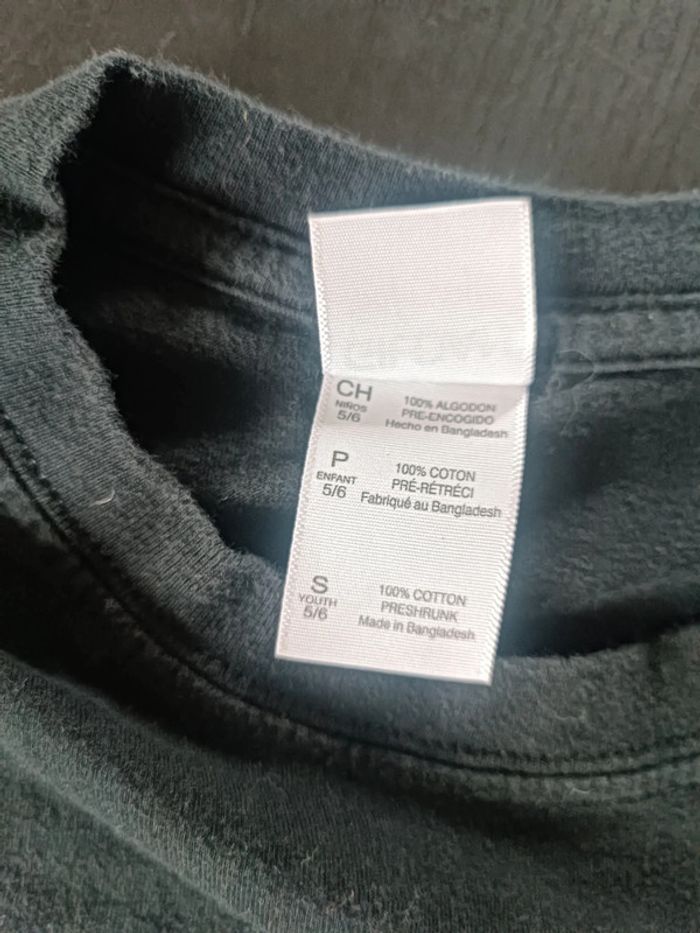 CH
NIÑOS
5/6
100% ALGODON
PRE-ENCOGIDO
Hecho en Bangladesh
P
ENFANT
5/6
100% COTON
PRÉ-RÉTRÉCI
Fabriqué au Bangladesh
S
YOUTH
5/6
100% COTTON
PRESHRUNK
Made in Bangladesh